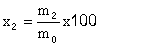 x₂ = m₂/m₀ x100